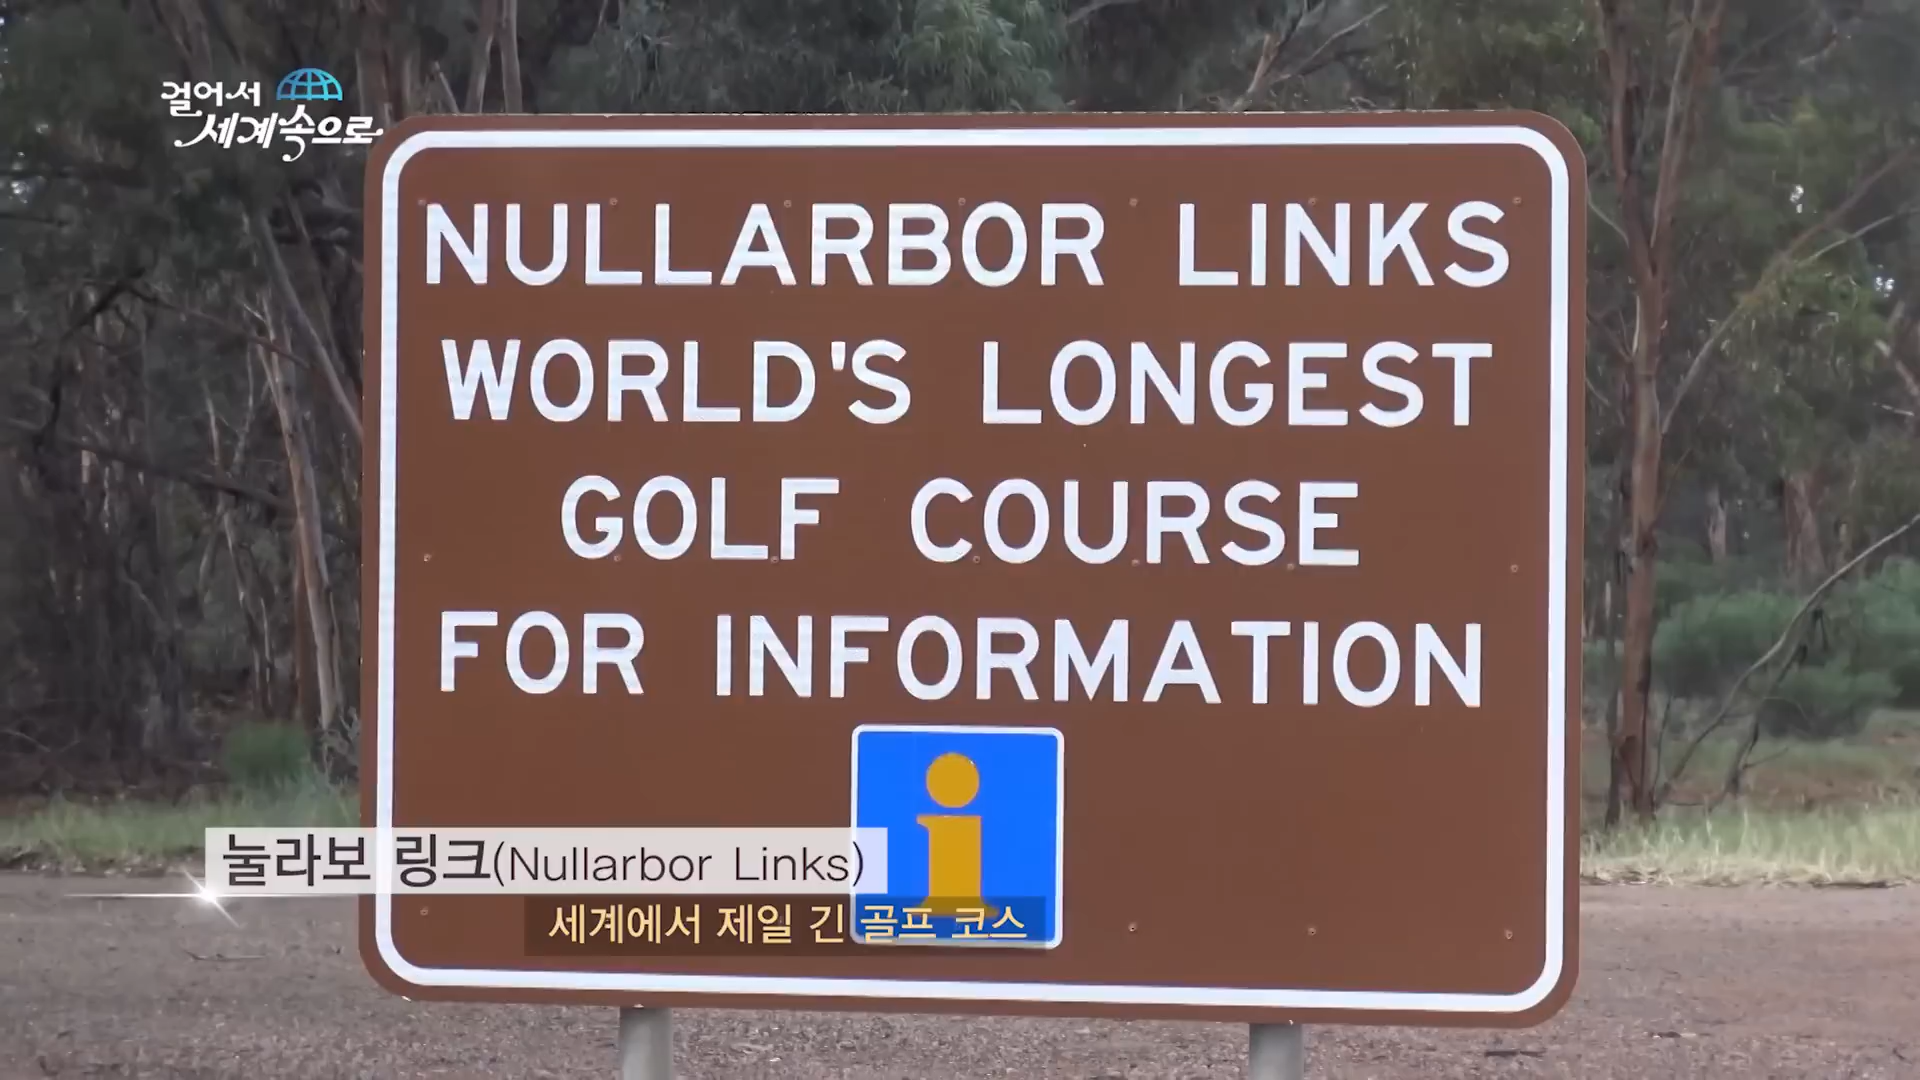 걸어서
세계속으로
NULLARBOR LINKS
WORLD'S LONGEST
GOLF COURSE
FOR INFORMATION
i
눌라보 링크(Nullarbor Links)
세계에서 제일 긴 골프 코스